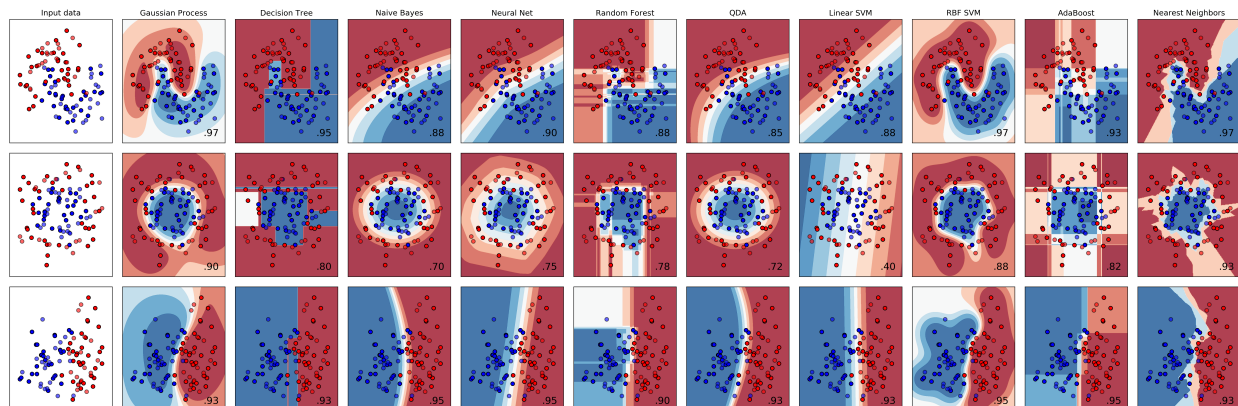 Input data Gaussian Process Decision Tree Naive Bayes Neural Net Random Forest QDA Linear SVM RBF SVM AdaBoost Nearest Neighbors
.97 .95 .88 .90 .88 .85 .88 .97 .93 .97
.90 .80 .70 .75 .78 .72 .40 .88 .82 .93
.93 .93 .95 .95 .90 .93 .93 .95 .95 .93